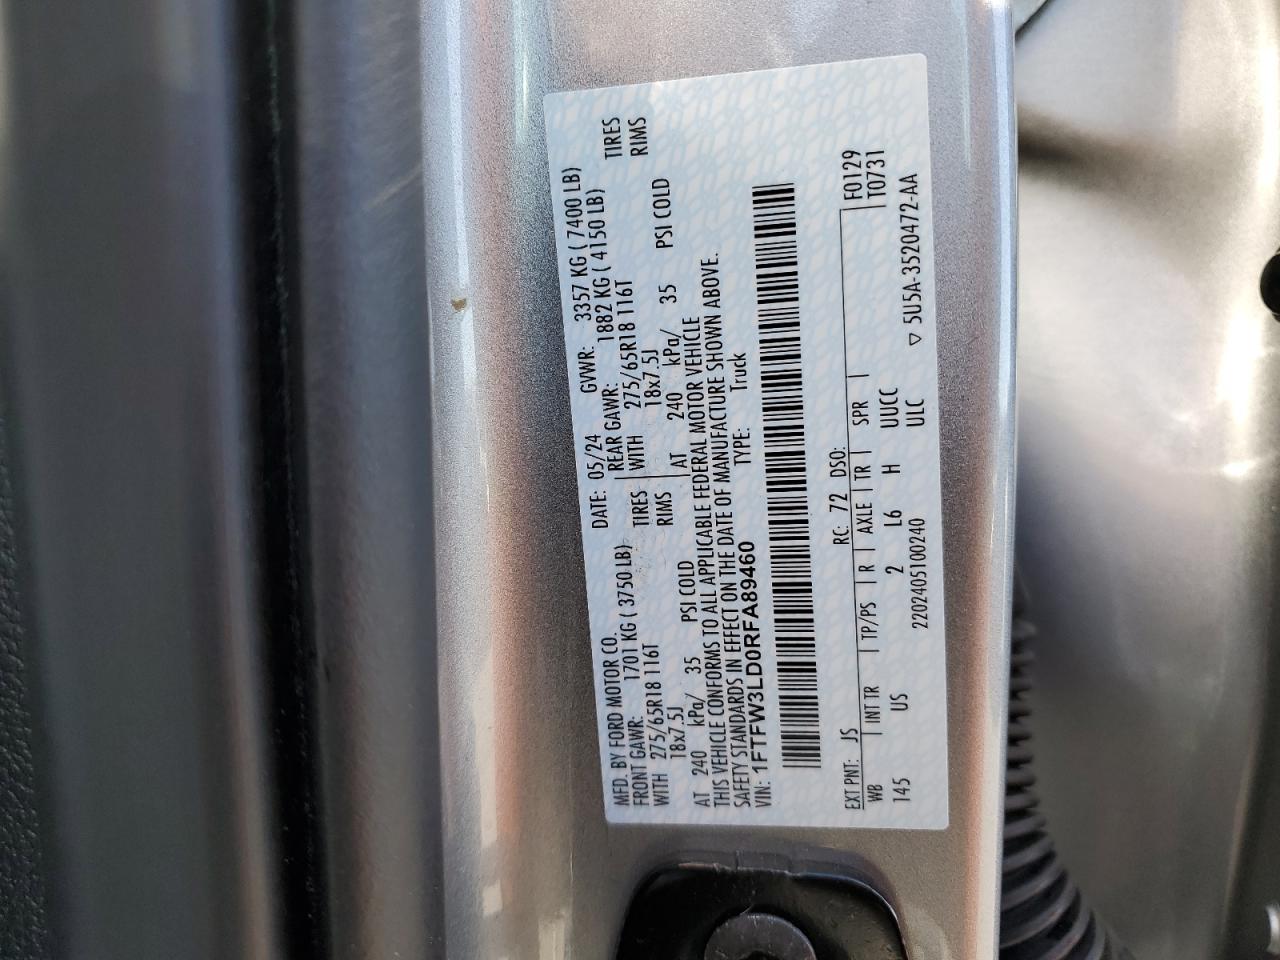 MFD. BY FORD MOTOR CO. DATE: 05/24 GVWR: 3357 KG ( 7400 LB)
FRONT GAWR: 1701 KG ( 3750 LB) REAR GAWR: 1882 KG ( 4150 LB)
WITH 275/65R18 116T TIRES WITH 275/65R18 116T TIRES
18x7.5J RIMS 18x7.5J RIMS
AT 240 kPa/ 35 PSI COLD AT 240 kPa/ 35 PSI COLD
THIS VEHICLE CONFORMS TO ALL APPLICABLE FEDERAL MOTOR VEHICLE
SAFETY STANDARDS IN EFFECT ON THE DATE OF MANUFACTURE SHOWN ABOVE.
VIN: 1FTFW3LD0RFA89460 TYPE: Truck
F0129
EXT PNT: JS RC: 72 DSO: T0731
WB INT TR TP/PS R AXLE TR SPR
145 US 2 L6 H UUCC
2202405100240 ULC ▽ 5U5A-3520472-AA